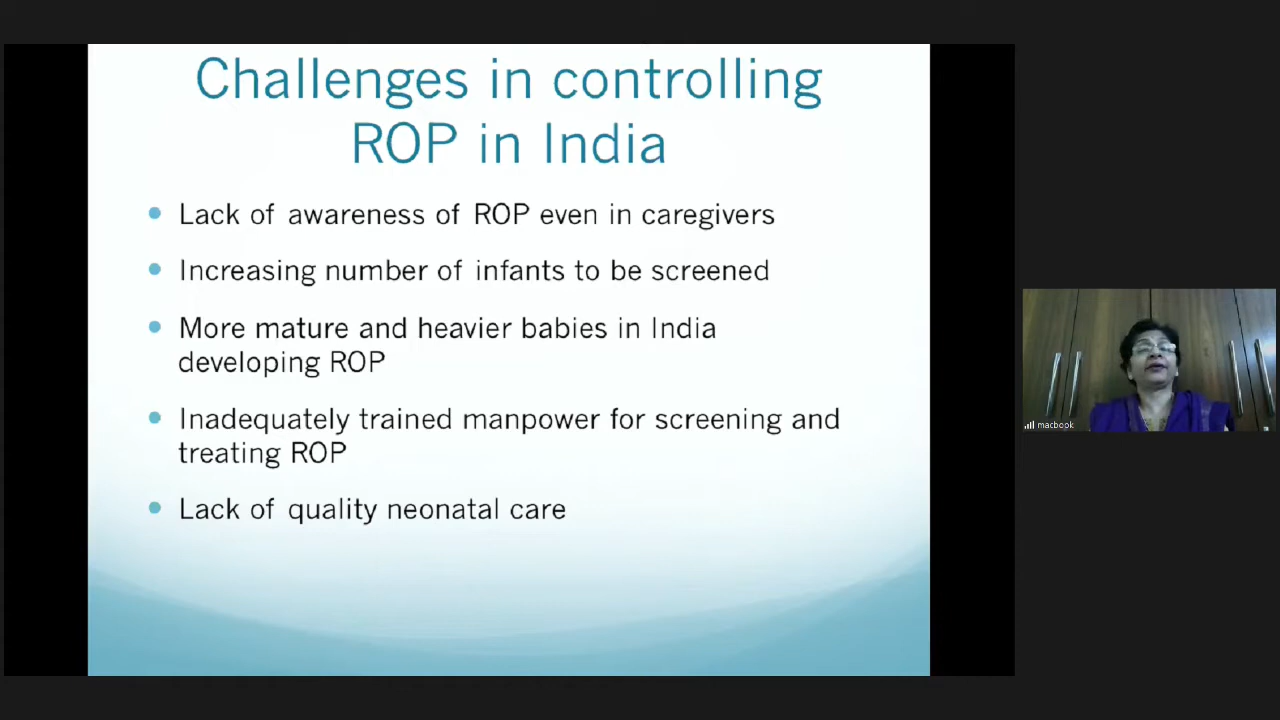 Challenges in controlling
ROP in India
Lack of awareness of ROP even in caregivers
Increasing number of infants to be screened
More mature and heavier babies in India
developing ROP
Inadequately trained manpower for screening and
treating ROP
Lack of quality neonatal care
macbook